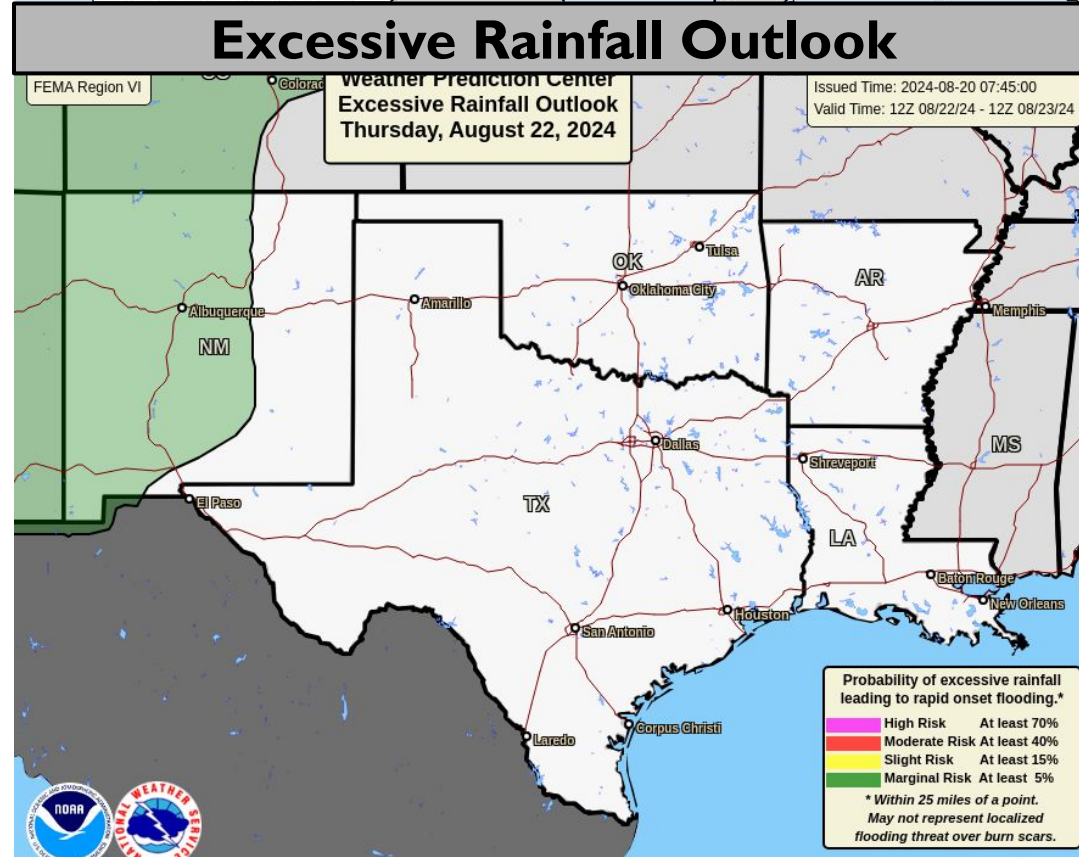 Excessive Rainfall Outlook
FEMA Region VI
Weather Prediction Center
Excessive Rainfall Outlook
Thursday, August 22, 2024
Issued Time: 2024-08-20 07:45:00
Valid Time: 12Z 08/22/24 - 12Z 08/23/24
Tulsa
OK
Oklahoma City
AR
Amarillo
Albuquerque
Memphis
NM
Dallas
MS
Shreveport
El Paso
TX
LA
Baton Rouge
New Orleans
Houston
San Antonio
Corpus Christi
Laredo
Probability of excessive rainfall
leading to rapid onset flooding.*
High Risk At least 70%
Moderate Risk At least 40%
Slight Risk At least 15%
Marginal Risk At least 5%
* Within 25 miles of a point.
May not represent localized
flooding threat over burn scars.
NOAA
NATIONAL WEATHER SERVICE